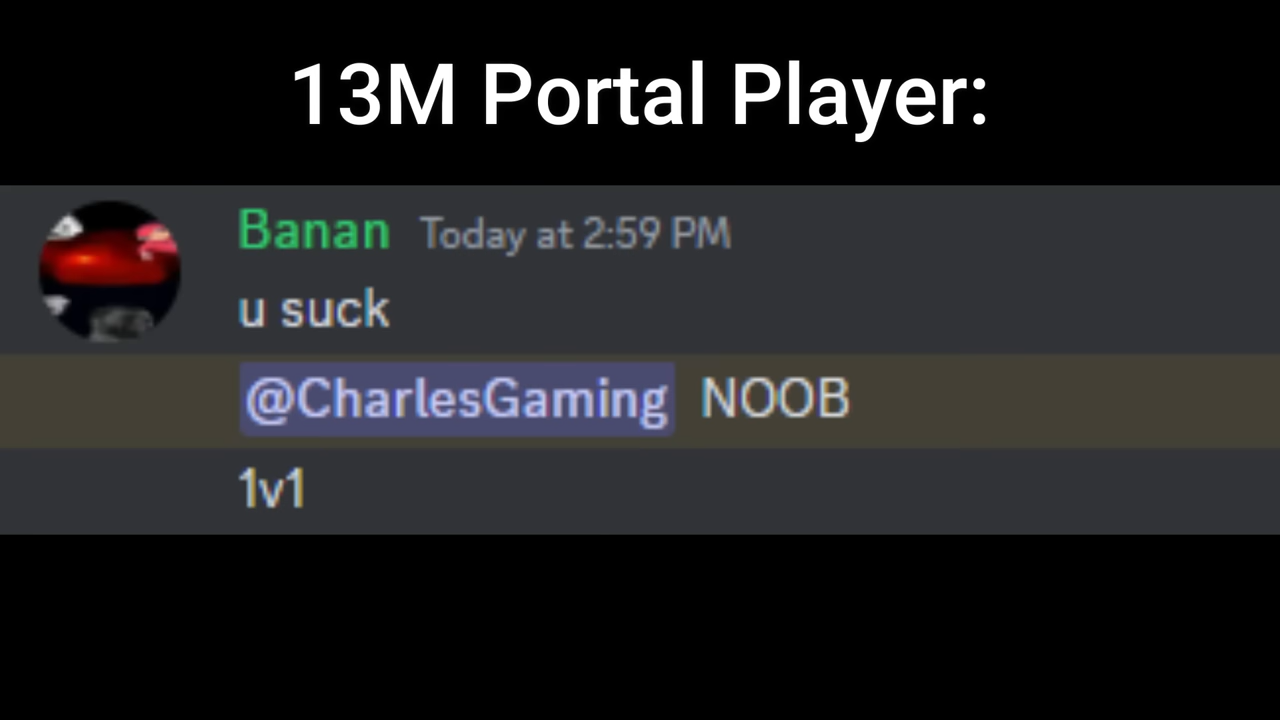 13M Portal Player:
Banan Today at 2:59 PM
u suck
@CharlesGaming NOOB
1v1